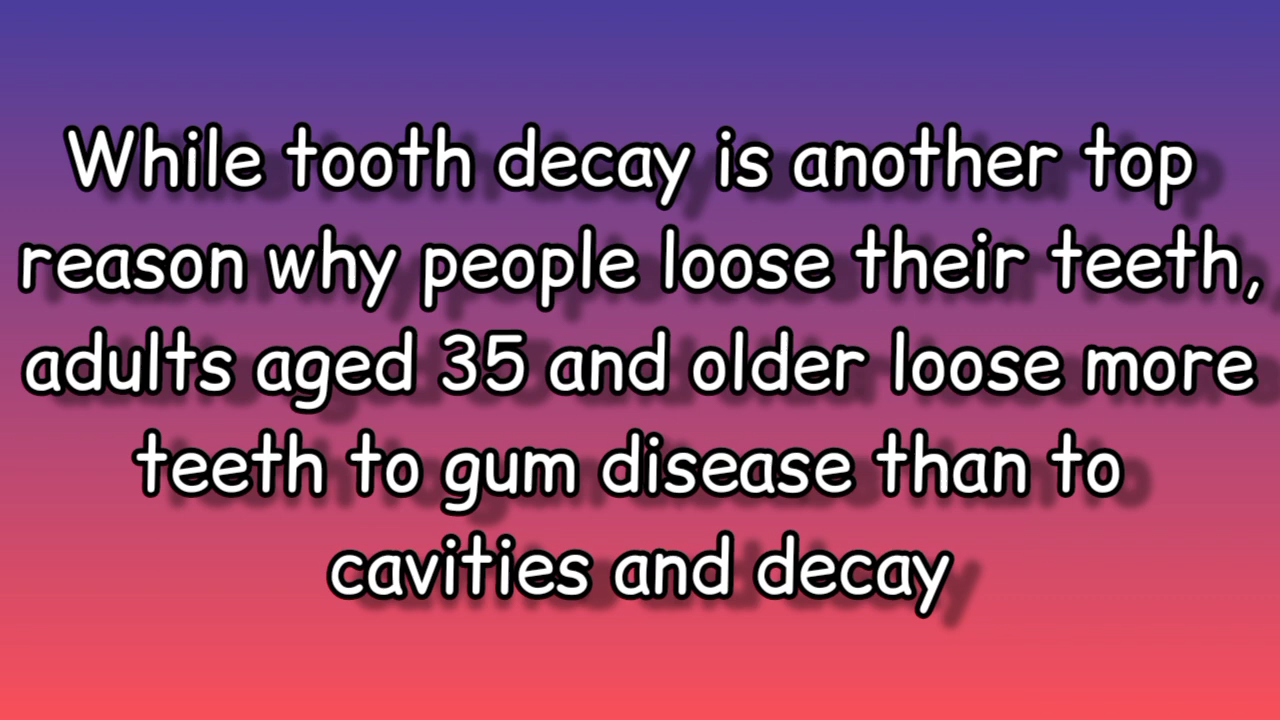 While tooth decay is another top
reason why people loose their teeth,
adults aged 35 and older loose more
teeth to gum disease than to
cavities and decay